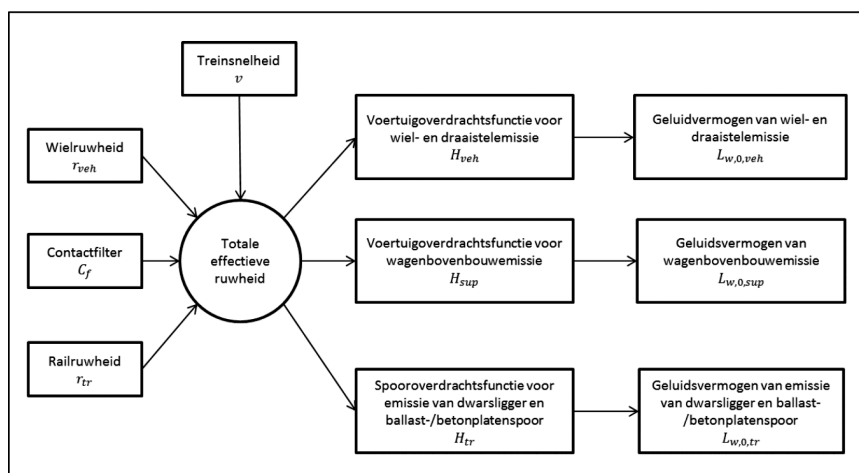 Treinsnelheid
v
Wielruwheid
r_veh
Contactfilter
C_f
Railruwheid
r_tr
Totale
effectieve
ruwheid
Voertuigoverdrachtsfunctie voor
wiel- en draaistelemissie
H_veh
Geluidvermogen van wiel- en
draaistelemissie
L_w,0,veh
Voertuigoverdrachtsfunctie voor
wagenbovenbouwemissie
H_sup
Geluidsvermogen van
wagenbovenbouwemissie
L_w,0,sup
Spooroverdrachtsfunctie voor
emissie van dwarsligger en
ballast-/betonplatenspoor
H_tr
Geluidsvermogen van emissie
van dwarsligger en ballast-
/betonplatenspoor
L_w,0,tr